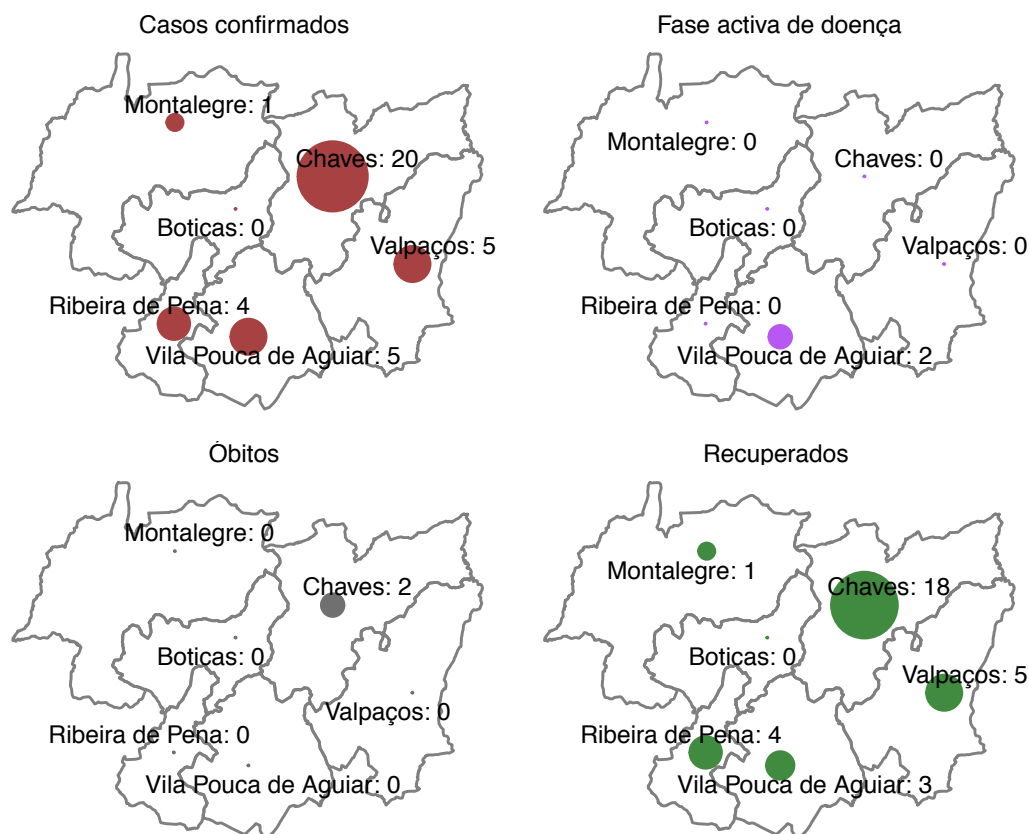 Casos confirmados
Montalegre: 1
Chaves: 20
Boticas: 0
Valpaços: 5
Ribeira de Pena: 4
Vila Pouca de Aguiar: 5
Fase activa de doença
Montalegre: 0
Chaves: 0
Boticas: 0
Valpaços: 0
Ribeira de Pena: 0
Vila Pouca de Aguiar: 2
Óbitos
Montalegre: 0
Chaves: 2
Boticas: 0
Valpaços: 0
Ribeira de Pena: 0
Vila Pouca de Aguiar: 0
Recuperados
Montalegre: 1
Chaves: 18
Boticas: 0
Valpaços: 5
Ribeira de Pena: 4
Vila Pouca de Aguiar: 3